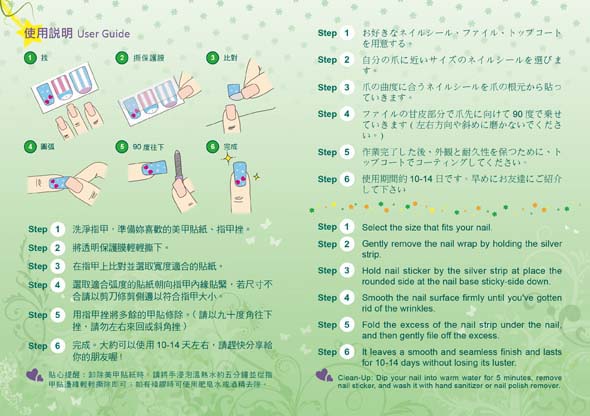 使用説明 User Guide
1 找
2 撕保護膜
3 比對
4 圍弧
5 90 度往下
6 完成
Step 1 洗淨指甲，準備妳喜歡的美甲貼紙、指甲挫。
Step 2 將透明保護膜輕輕撕下。
Step 3 在指甲上比對並選取寬度適合的貼紙。
Step 4 選取適合弧度的貼紙朝向指甲內緣貼緊，若尺寸不
合請以剪刀修剪側邊以符合指甲大小。
Step 5 用指甲挫將多餘的甲貼修除。( 請以九十度角往下
挫，請勿左右來回或斜角挫 )
Step 6 完成。大約可以使用 10-14 天左右，請趕快分享給
你的朋友喔！
貼心提醒：卸除美甲貼紙時，請將手浸泡溫熱水約五分鐘並從指
甲貼邊緣輕輕撕除即可；如有殘膠時可使用肥皂水或酒精去除。
Step 1 お好きなネイルシール・ファイル・トップコート
を用意する。
Step 2 自分の爪に近いサイズのネイルシールを選びま
す。
Step 3 爪の曲度に合うネイルシールを爪の根元から貼っ
ていきます。
Step 4 ファイルの甘皮部分で爪先に向けて 90 度で乗せ
ていきます ( 左右方向や斜めに磨かないでくださ
い。)
Step 5 作業完了した後、外観と耐久性を保つために、ト
ップコートでコーティングしてください。
Step 6 使用期間約 10-14 日です。早めにお友達にご紹介
して下さい
Step 1 Select the size that fits your nail.
Step 2 Gently remove the nail wrap by holding the silver
strip.
Step 3 Hold nail sticker by the silver strip at place the
rounded side at the nail base sticky-side down.
Step 4 Smooth the nail surface firmly until you've gotten
rid of the wrinkles.
Step 5 Fold the excess of the nail strip under the nail,
and then gently file off the excess.
Step 6 It leaves a smooth and seamless finish and lasts
for 10-14 days without losing its luster.
Clean-Up: Dip your nail into warm water for 5 minutes, remove
nail sticker, and wash it with hand sanitizer or nail polish remover.